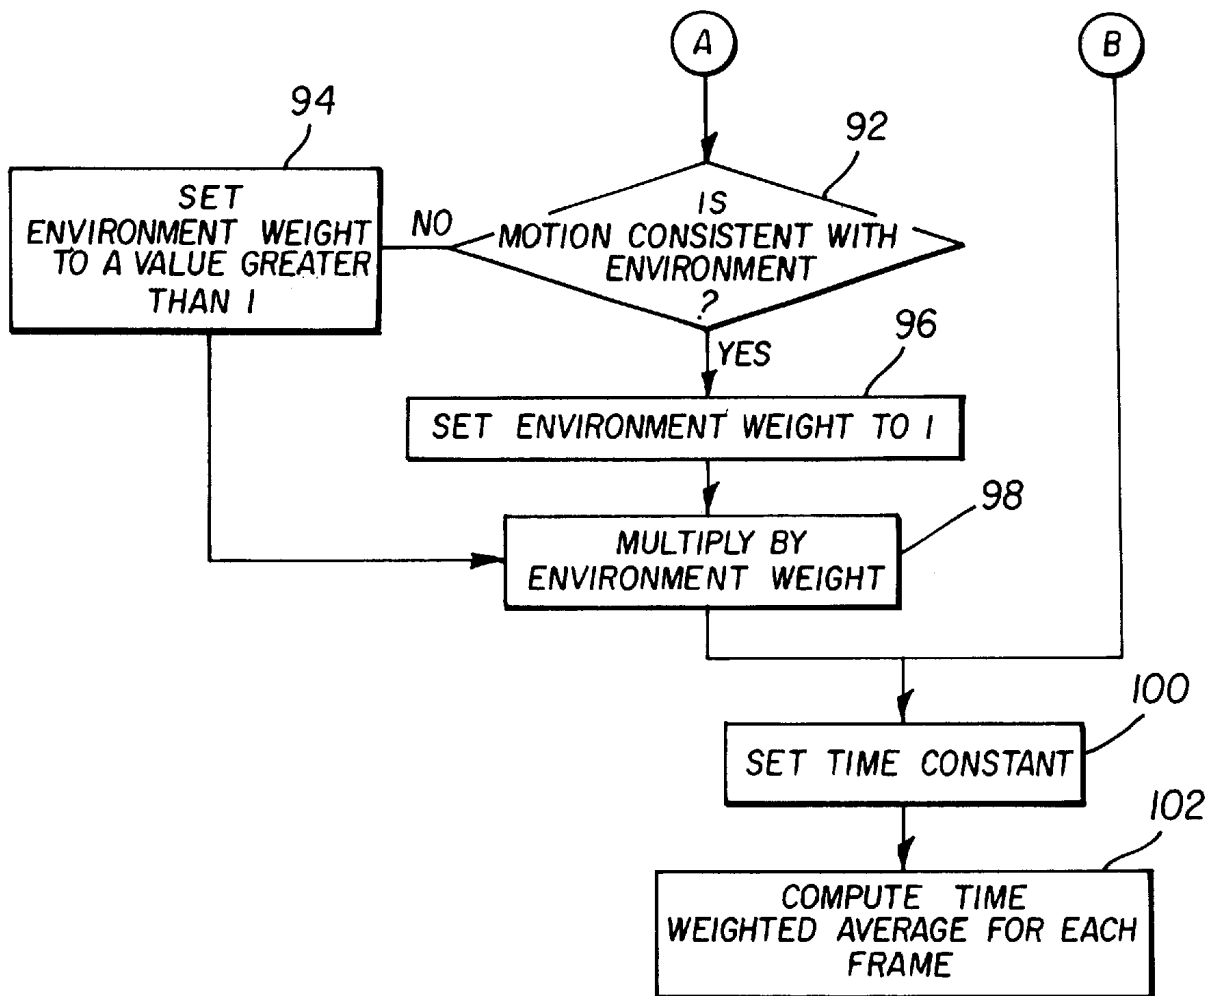 A
B
94
92
SET
ENVIRONMENT WEIGHT
TO A VALUE GREATER
THAN 1
NO
IS
MOTION CONSISTENT WITH
ENVIRONMENT
?
YES
96
SET ENVIRONMENT WEIGHT TO 1
98
MULTIPLY BY
ENVIRONMENT WEIGHT
100
SET TIME CONSTANT
102
COMPUTE TIME
WEIGHTED AVERAGE FOR EACH
FRAME